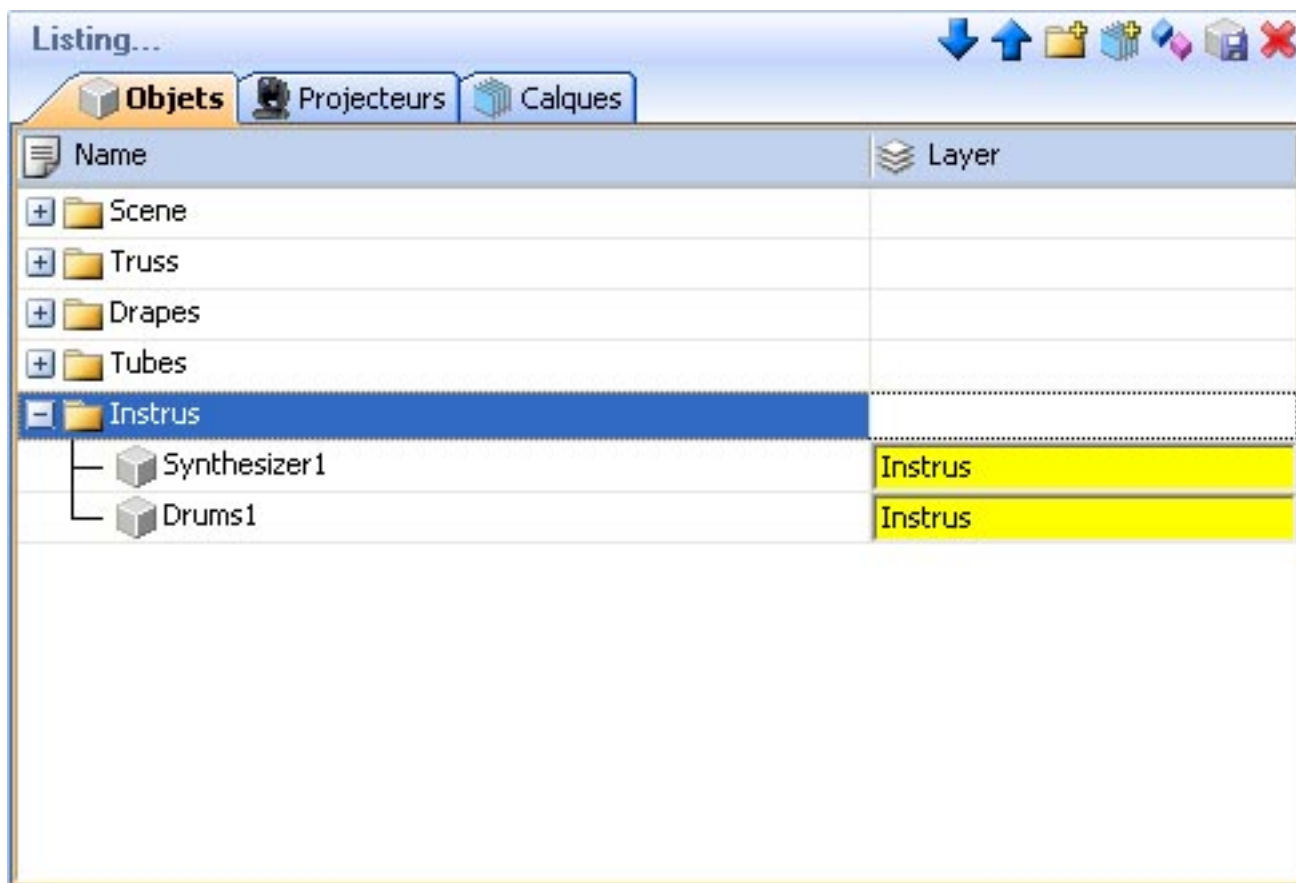 Listing...
Objets Projecteurs Calques
Name Layer
Scene
Truss
Drapes
Tubes
Instrus
Synthesizer1 Instrus
Drums1 Instrus